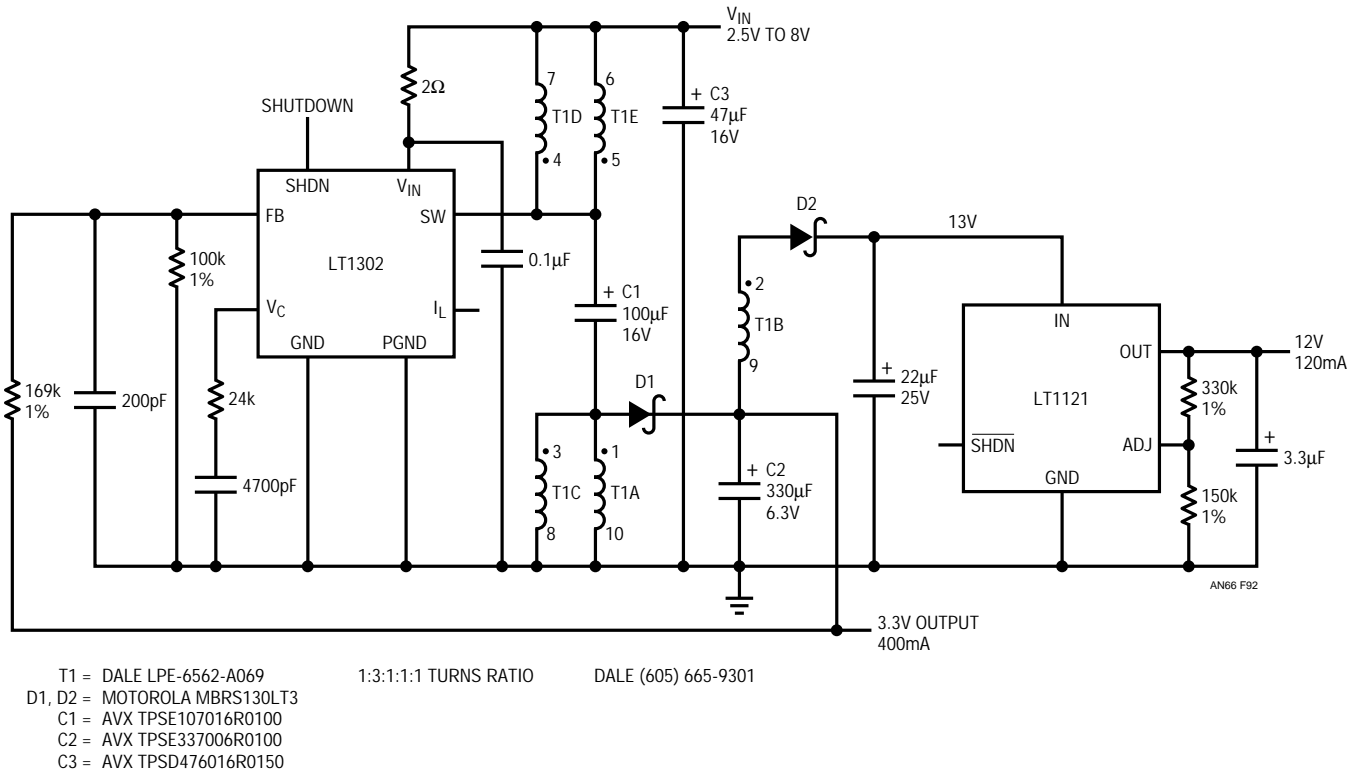 VIN
2.5V TO 8V
2Ω
7
T1D
4
6
T1E
5
+ C3
47µF
16V
SHUTDOWN
SHDN
VIN
FB
SW
LT1302
VC
IL
GND
PGND
100k
1%
169k
1%
200pF
24k
4700pF
0.1µF
+ C1
100µF
16V
D1
3
T1C
8
1
T1A
10
D2
2
T1B
9
13V
+
22µF
25V
+ C2
330µF
6.3V
IN
OUT
LT1121
SHDN
ADJ
GND
12V
120mA
330k
1%
150k
1%
+
3.3µF
AN66 F92
3.3V OUTPUT
400mA
T1 = DALE LPE-6562-A069 1:3:1:1:1 TURNS RATIO DALE (605) 665-9301
D1, D2 = MOTOROLA MBRS130LT3
C1 = AVX TPSE107016R0100
C2 = AVX TPSE337006R0100
C3 = AVX TPSD476016R0150